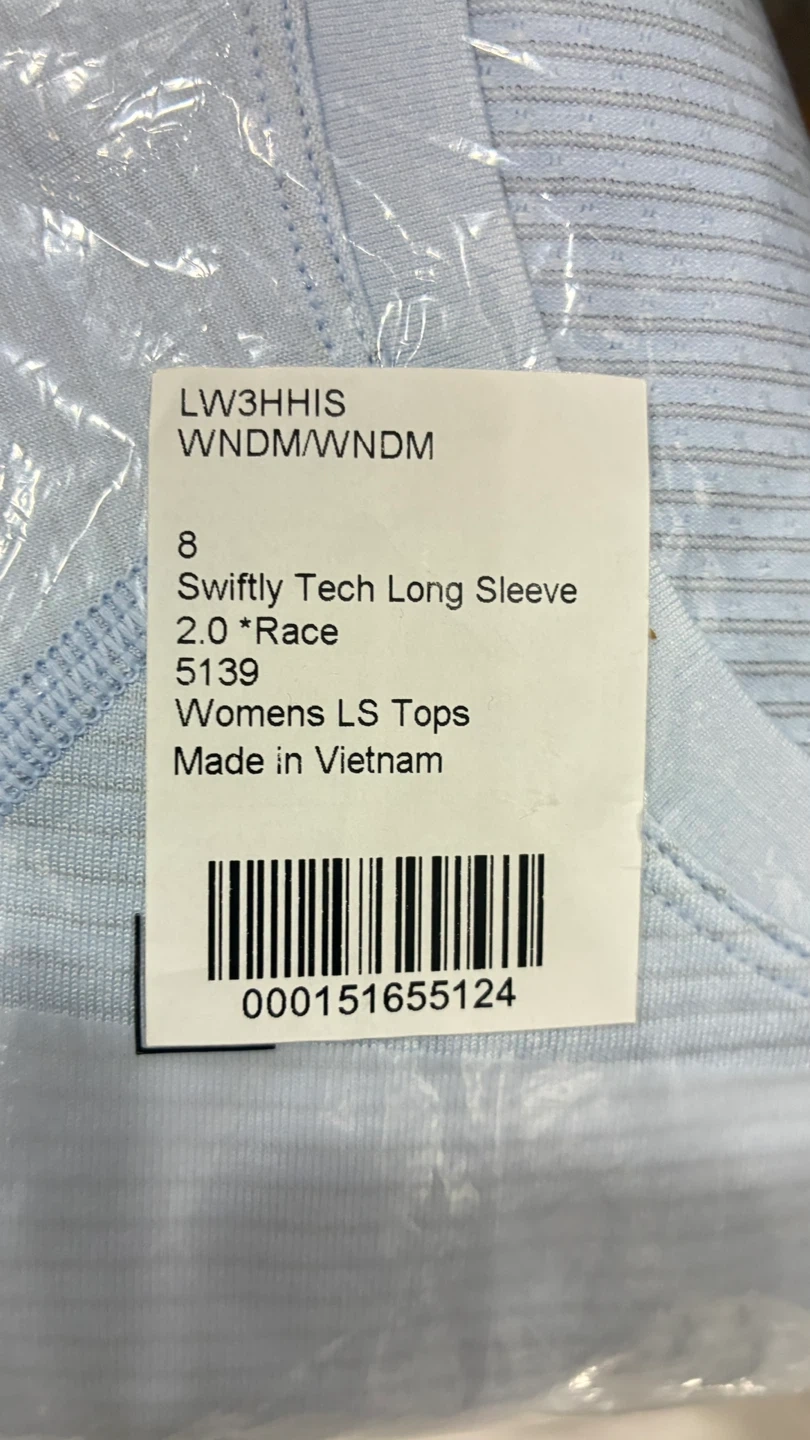 LW3HHIS
WNDM/WNDM
8
Swiftly Tech Long Sleeve
2.0 *Race
5139
Womens LS Tops
Made in Vietnam
000151655124